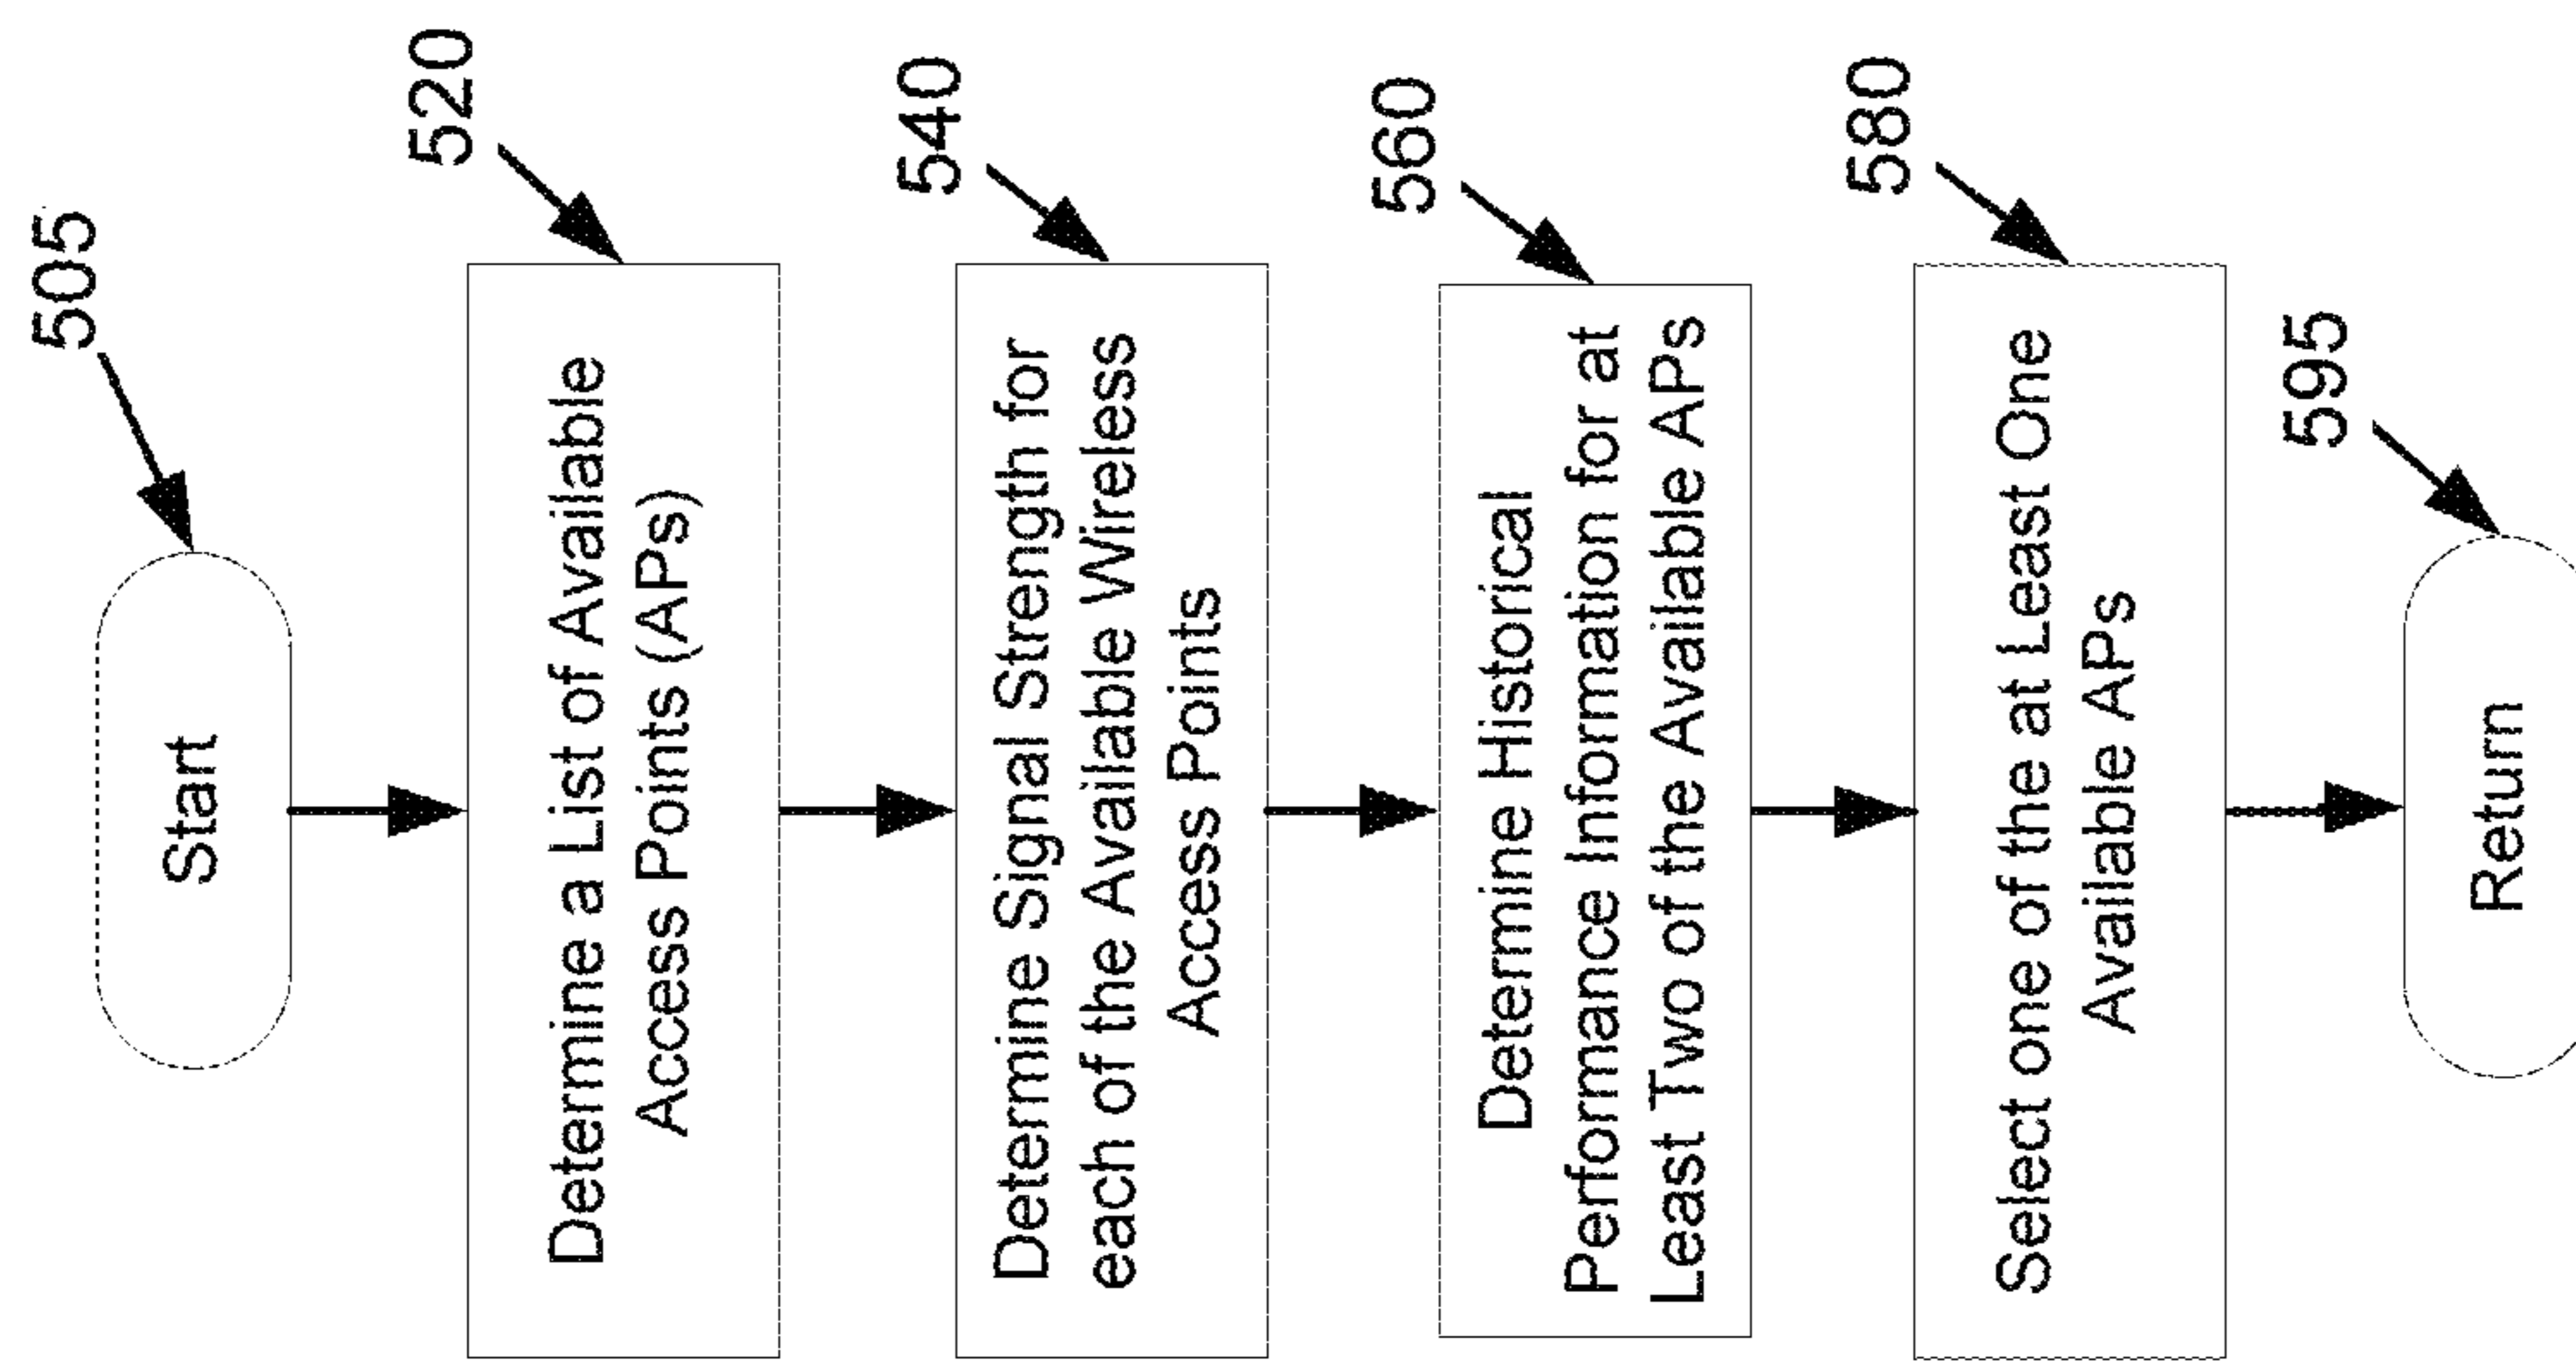 505
Start
520
Determine a List of Available
Access Points (APs)
540
Determine Signal Strength for
each of the Available Wireless
Access Points
560
Determine Historical
Performance Information for at
Least Two of the Available APs
580
Select one of the at Least One
Available APs
595
Return